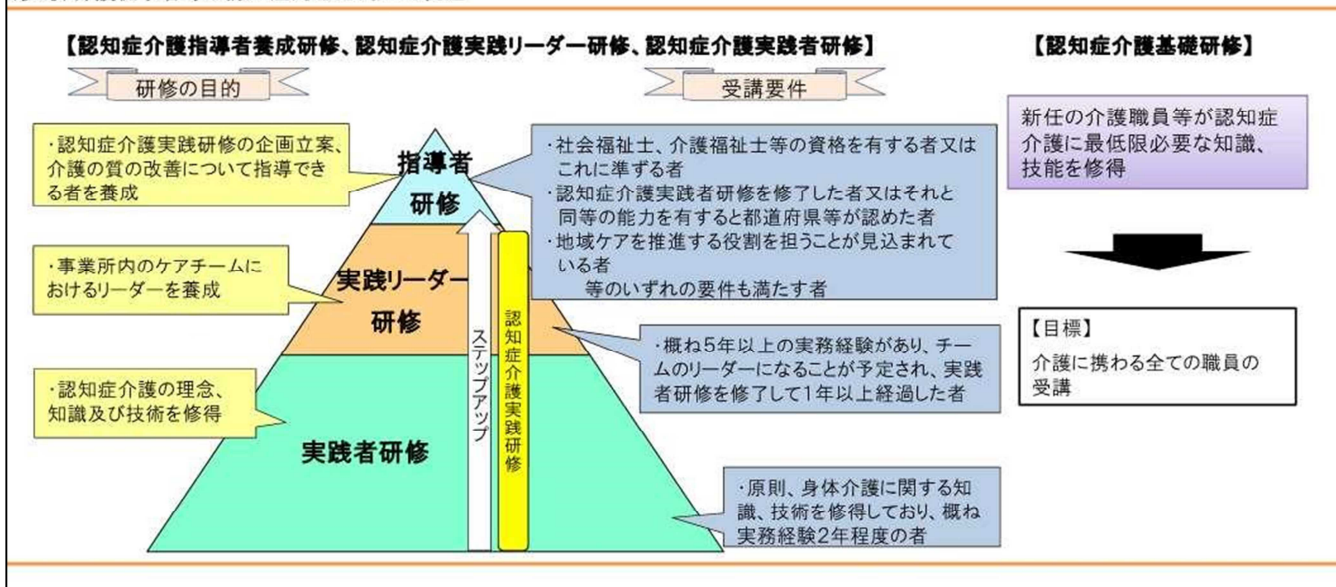 【認知症介護指導者養成研修、認知症介護実践リーダー研修、認知症介護実践者研修】
研修の目的
受講要件
・認知症介護実践研修の企画立案、
介護の質の改善について指導でき
る者を養成
・事業所内のケアチームに
おけるリーダーを養成
・認知症介護の理念、
知識及び技術を修得
指導者
研修
実践リーダー
研修
実践者研修
ステップアップ
認知症介護実践研修
・社会福祉士、介護福祉士等の資格を有する者又は
これに準ずる者
・認知症介護実践者研修を修了した者又はそれと
同等の能力を有すると都道府県等が認めた者
・地域ケアを推進する役割を担うことが見込まれて
いる者
等のいずれの要件も満たす者
・概ね5年以上の実務経験があり、チー
ムのリーダーになることが予定され、実践
者研修を修了して1年以上経過した者
・原則、身体介護に関する知
識、技術を修得しており、概ね
実務経験2年程度の者
【認知症介護基礎研修】
新任の介護職員等が認知症
介護に最低限必要な知識、
技能を修得
【目標】
介護に携わる全ての職員の
受講